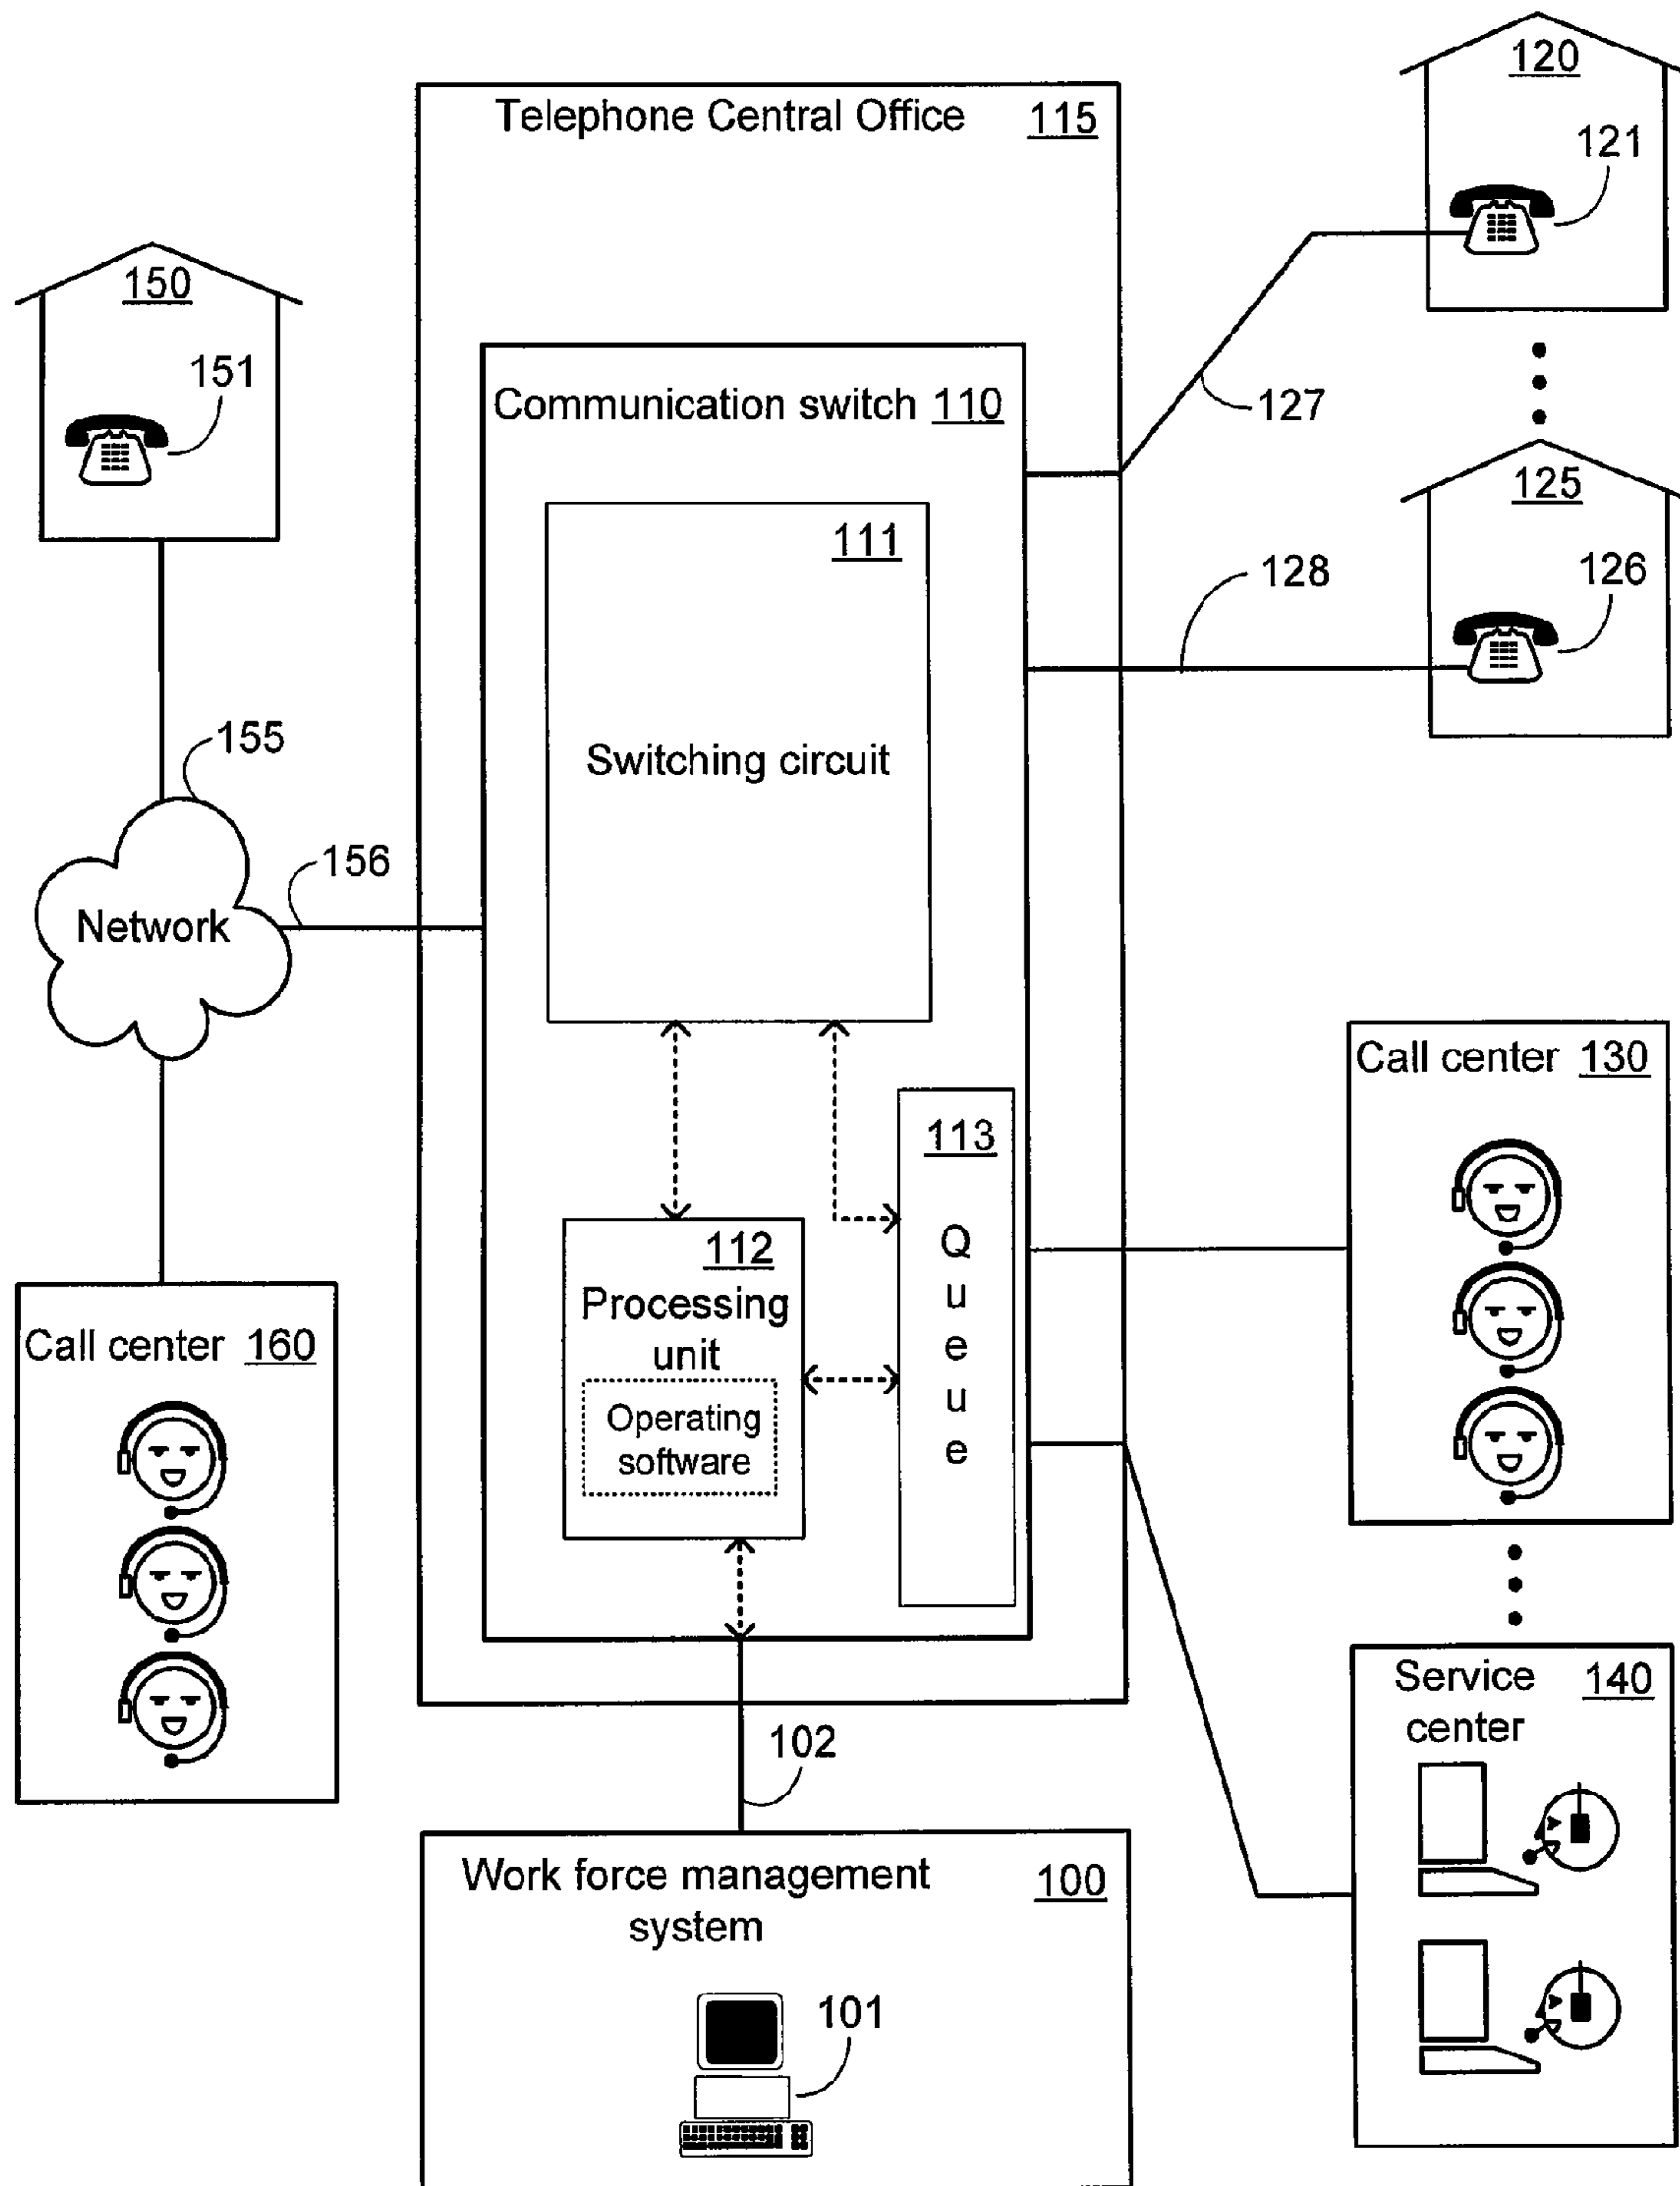 120
Telephone Central Office 115
121
150
151
Communication switch 110
127
125
111
128
126
155
Switching circuit
156
Network
Call center 130
113
112
Queue
Processing
unit
Call center 160
Operating
software
Service 140
center
102
Work force management 100
system
101